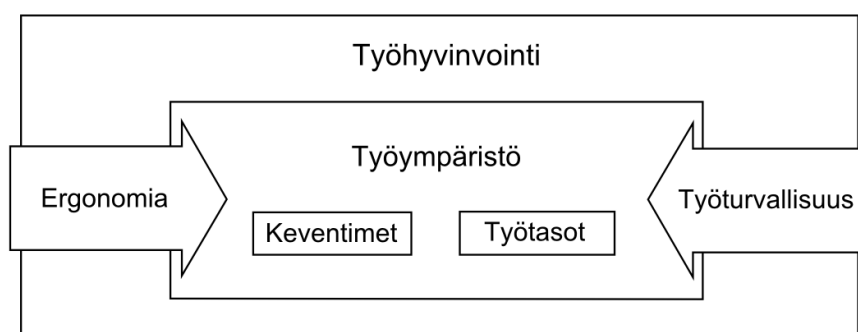 Työhyvinvointi
Työympäristö
Ergonomia
Työturvallisuus
Keventimet
Työtasot